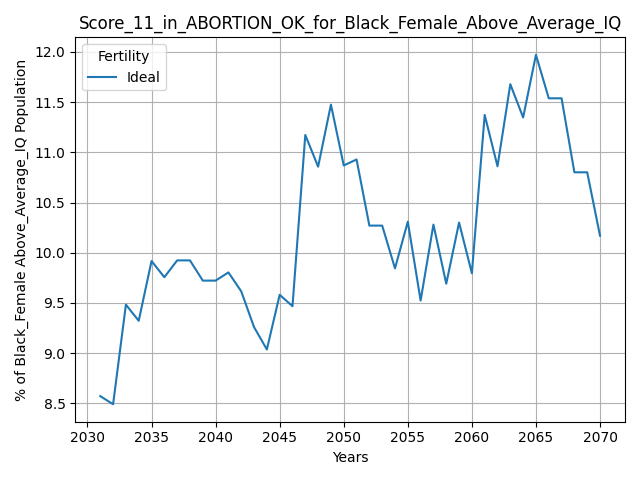 Score_11_in_ABORTION_OK_for_Black_Female_Above_Average_IQ
Fertility
Ideal
% of Black_Female Above_Average_IQ Population
12.0
11.5
11.0
10.5
10.0
9.5
9.0
8.5
2030 2035 2040 2045 2050 2055 2060 2065 2070
Years